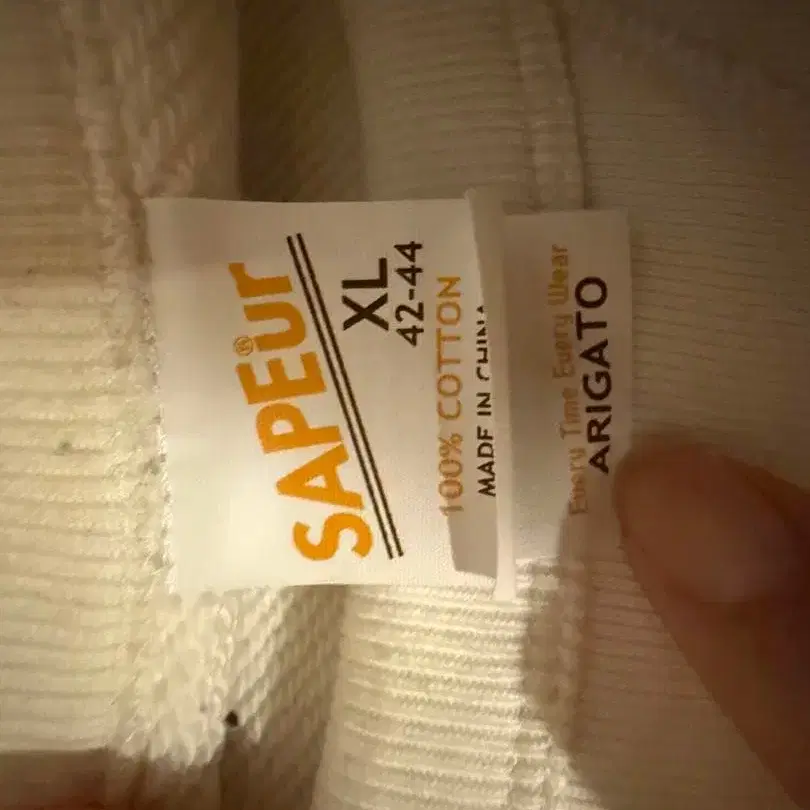 SAPEur®
XL
42-44
100% COTTON
MADE IN CHINA
Every Time Every Wear
ARIGATO